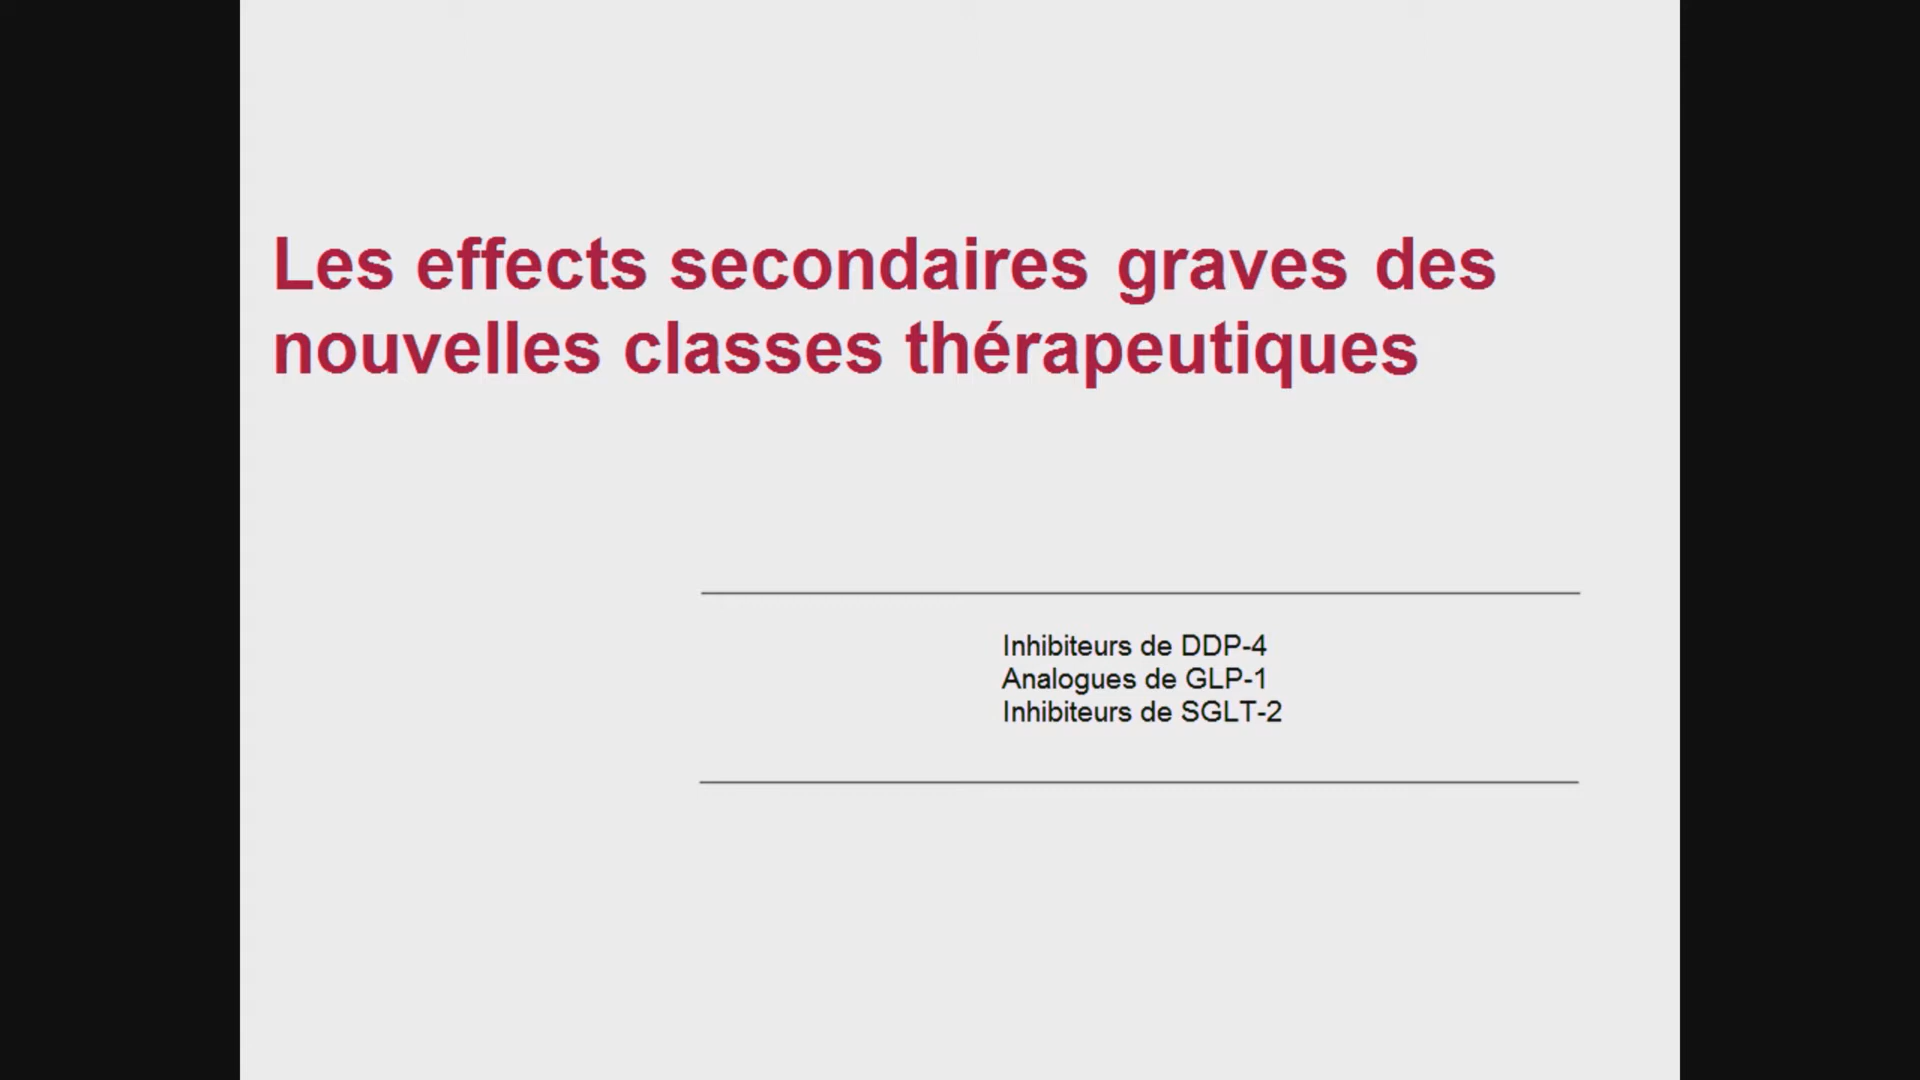 Les effects secondaires graves des
nouvelles classes thérapeutiques
Inhibiteurs de DDP-4
Analogues de GLP-1
Inhibiteurs de SGLT-2